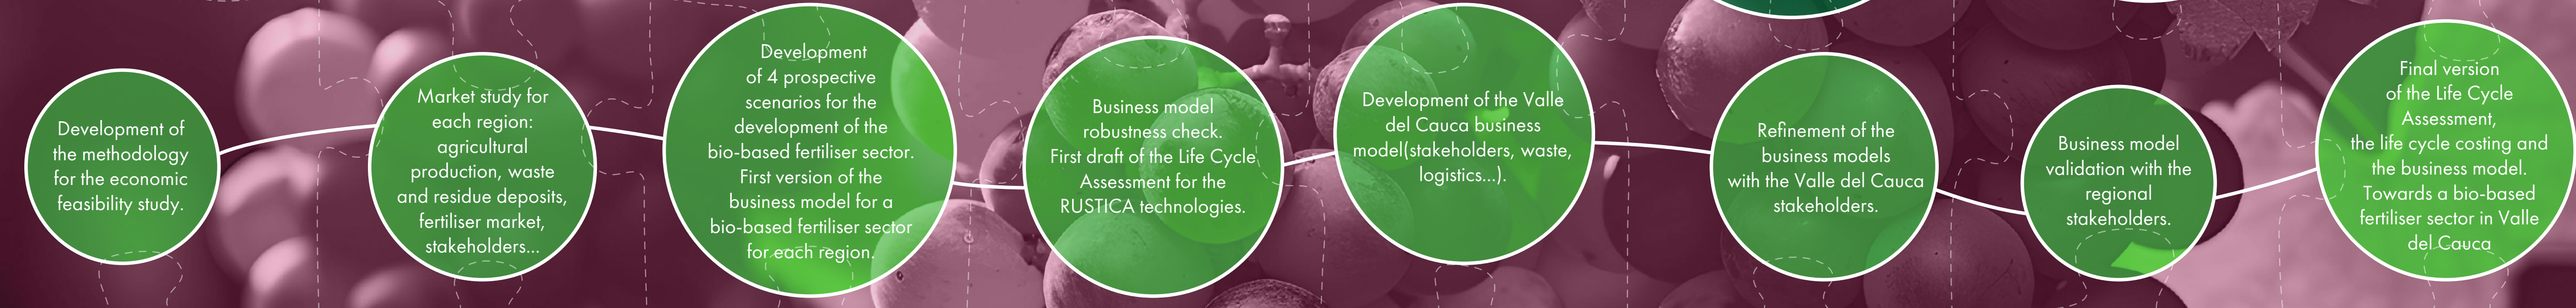 Development of
the methodology
for the economic
feasibility study.
Market study for
each region:
agricultural
production, waste
and residue deposits,
fertiliser market,
stakeholders...
Development
of 4 prospective
scenarios for the
development of the
bio-based fertiliser sector.
First version of the
business model for a
bio-based fertiliser sector
for each region.
Business model
robustness check.
First draft of the Life Cycle
Assessment for the
RUSTICA technologies.
Development of the Valle
del Cauca business
model(stakeholders, waste,
logistics...).
Refinement of the
business models
with the Valle del Cauca
stakeholders.
Business model
validation with the
regional
stakeholders.
Final version
of the Life Cycle
Assessment,
the life cycle costing and
the business model.
Towards a bio-based
fertiliser sector in Valle
del Cauca